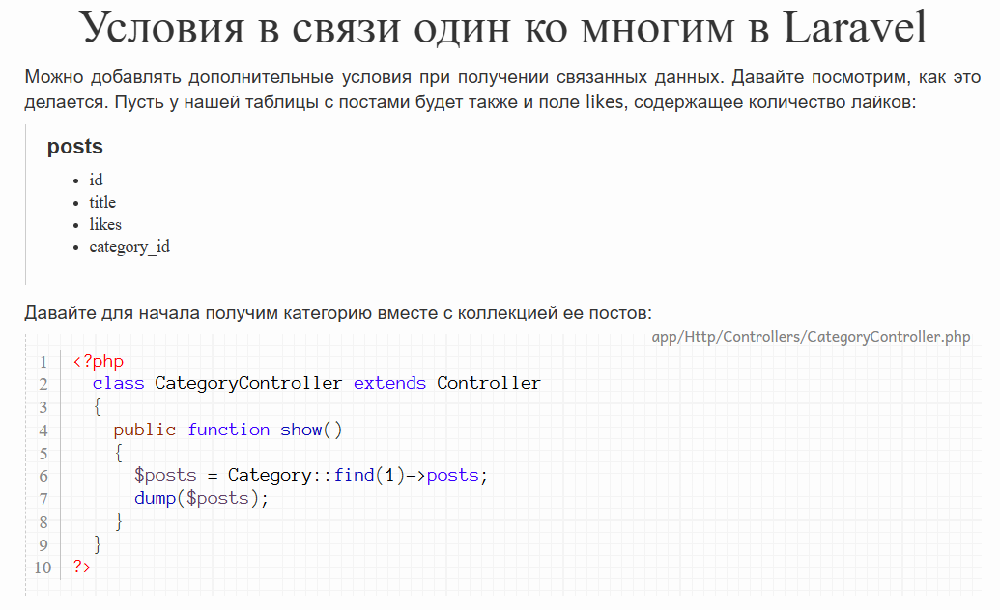 Условия в связи один ко многим в Laravel
Можно добавлять дополнительные условия при получении связанных данных. Давайте посмотрим, как это
делается. Пусть у нашей таблицы с постами будет также и поле likes, содержащее количество лайков:
posts
• id
• title
• likes
• category_id
Давайте для начала получим категорию вместе с коллекцией ее постов:
app/Http/Controllers/CategoryController.php
1 <?php
2 class CategoryController extends Controller
3 {
4 public function show()
5 {
6 $posts = Category::find(1)->posts;
7 dump($posts);
8 }
9 }
10 ?>